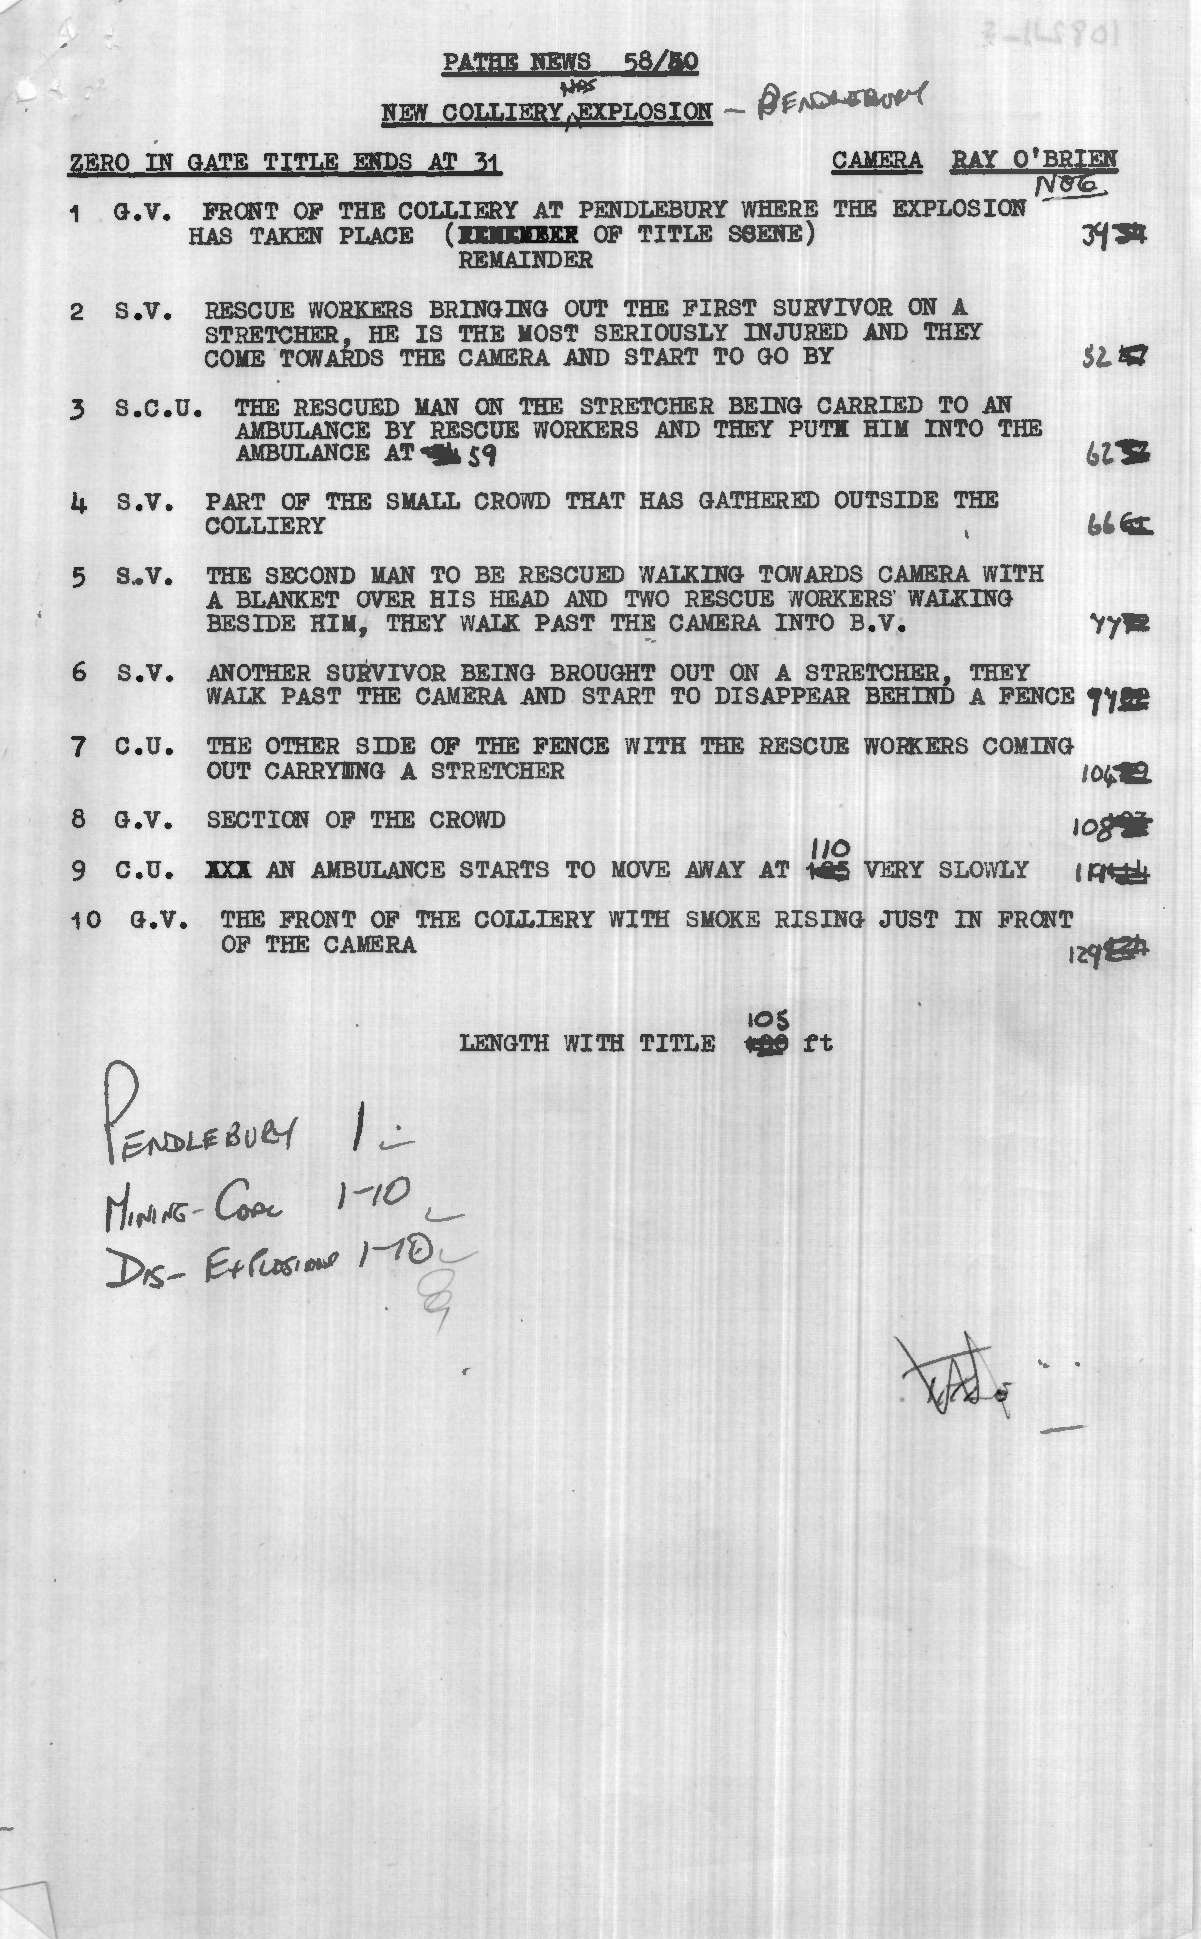 PATHE NEWS 58/50
NEW COLLIERY EXPLOSION - PENDLEBURY
ZERO IN GATE TITLE ENDS AT 31 CAMERA RAY O'BRIEN
1 G.V. FRONT OF THE COLLIERY AT PENDLEBURY WHERE THE EXPLOSION
HAS TAKEN PLACE (REMEMBER OF TITLE SCENE) 39
REMAINDER
2 S.V. RESCUE WORKERS BRINGING OUT THE FIRST SURVIVOR ON A
STRETCHER, HE IS THE MOST SERIOUSLY INJURED AND THEY
COME TOWARDS THE CAMERA AND START TO GO BY 52
3 S.C.U. THE RESCUED MAN ON THE STRETCHER BEING CARRIED TO AN
AMBULANCE BY RESCUE WORKERS AND THEY PUT HIM INTO THE
AMBULANCE AT 59 62
4 S.V. PART OF THE SMALL CROWD THAT HAS GATHERED OUTSIDE THE
COLLIERY 66
5 S.V. THE SECOND MAN TO BE RESCUED WALKING TOWARDS CAMERA WITH
A BLANKET OVER HIS HEAD AND TWO RESCUE WORKERS WALKING
BESIDE HIM, THEY WALK PAST THE CAMERA INTO B.V. 77
6 S.V. ANOTHER SURVIVOR BEING BROUGHT OUT ON A STRETCHER, THEY
WALK PAST THE CAMERA AND START TO DISAPPEAR BEHIND A FENCE 94
7 C.U. THE OTHER SIDE OF THE FENCE WITH THE RESCUE WORKERS COMING
OUT CARRYING A STRETCHER 104
8 G.V. SECTION OF THE CROWD 108
9 C.U. XXX AN AMBULANCE STARTS TO MOVE AWAY AT 110 VERY SLOWLY 119
10 G.V. THE FRONT OF THE COLLIERY WITH SMOKE RISING JUST IN FRONT
OF THE CAMERA 129
105
LENGTH WITH TITLE ft
PENDLEBURY 1
MINING - COAL 1-10
DIS - EXPLOSIONS 1-10